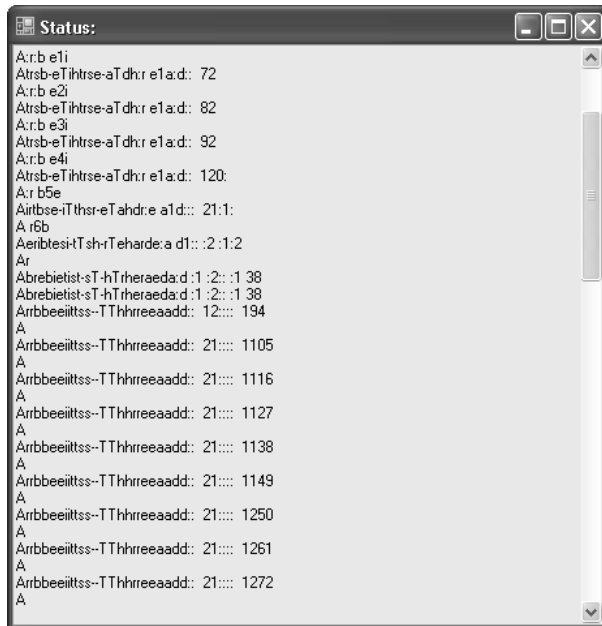 Status:
A:r:b e1i
Atrsb-eTihtrse-aTdh:r e1a:d::  72
A:r:b e2i
Atrsb-eTihtrse-aTdh:r e1a:d::  82
A:r:b e3i
Atrsb-eTihtrse-aTdh:r e1a:d::  92
A:r:b e4i
Atrsb-eTihtrse-aTdh:r e1a:d::  120:
A:r b5e
Airtbse-iTthsr-eTahdr:e a1d:::  21:1:
A r6b
Aeribtesi-tTsh-rTeharde:a d1:: :2 :1:2
Ar
Abrebietist-sT-hTrheraeda:d :1 :2:: :1 38
Abrebietist-sT-hTrheraeda:d :1 :2:: :1 38
Arrbbeeiittss--TThhrreeaadd::  12::::  194
A
Arrbbeeiittss--TThhrreeaadd::  21::::  1105
A
Arrbbeeiittss--TThhrreeaadd::  21::::  1116
A
Arrbbeeiittss--TThhrreeaadd::  21::::  1127
A
Arrbbeeiittss--TThhrreeaadd::  21::::  1138
A
Arrbbeeiittss--TThhrreeaadd::  21::::  1149
A
Arrbbeeiittss--TThhrreeaadd::  21::::  1250
A
Arrbbeeiittss--TThhrreeaadd::  21::::  1261
A
Arrbbeeiittss--TThhrreeaadd::  21::::  1272
A